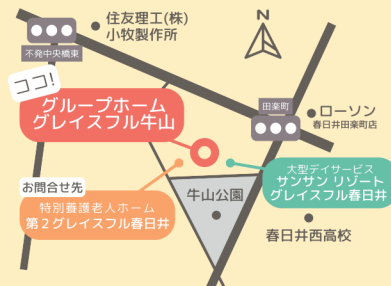 N
住友理工(株)
小牧製作所
不発中央橋東
ココ!
グループホーム
グレイスフル牛山
田楽町
ローソン
春日井田楽町店
お問合せ先
特別養護老人ホーム
第2グレイスフル春日井
牛山公園
大型デイサービス
サンサン リゾート
グレイスフル春日井
春日井西高校